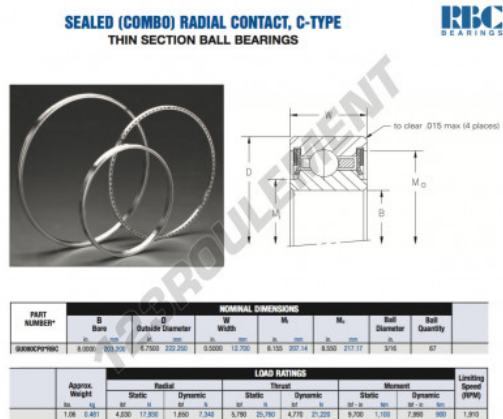 SEALED (COMBO) RADIAL CONTACT, C-TYPE
THIN SECTION BALL BEARINGS
RBC
BEARINGS
W
to clear .015 max (4 places)
D
Mi
B
Mo
123ROULEMENT
NOMINAL DIMENSIONS
PART NUMBER* B Bore D Outside Diameter W Width Mi Mo Ball Diameter Ball Quantity
in. mm in. mm in. mm in. mm in. mm in.
8.0000 203.200 8.7500 222.250 0.5000 12.700 8.155 207.14 8.550 217.17 3/16 67
LOAD RATINGS
Approx. Weight Radial Thrust Moment Limiting Speed (RPM)
Static Dynamic Static Dynamic Static Dynamic
lbs. kg lbf N lbf N lbf N lbf N lbf - in Nm lbf - in Nm
1.06 0.481 4,030 17,930 1,650 7,340 5,790 25,760 4,770 21,220 9,700 1,100 7,990 900 1,910